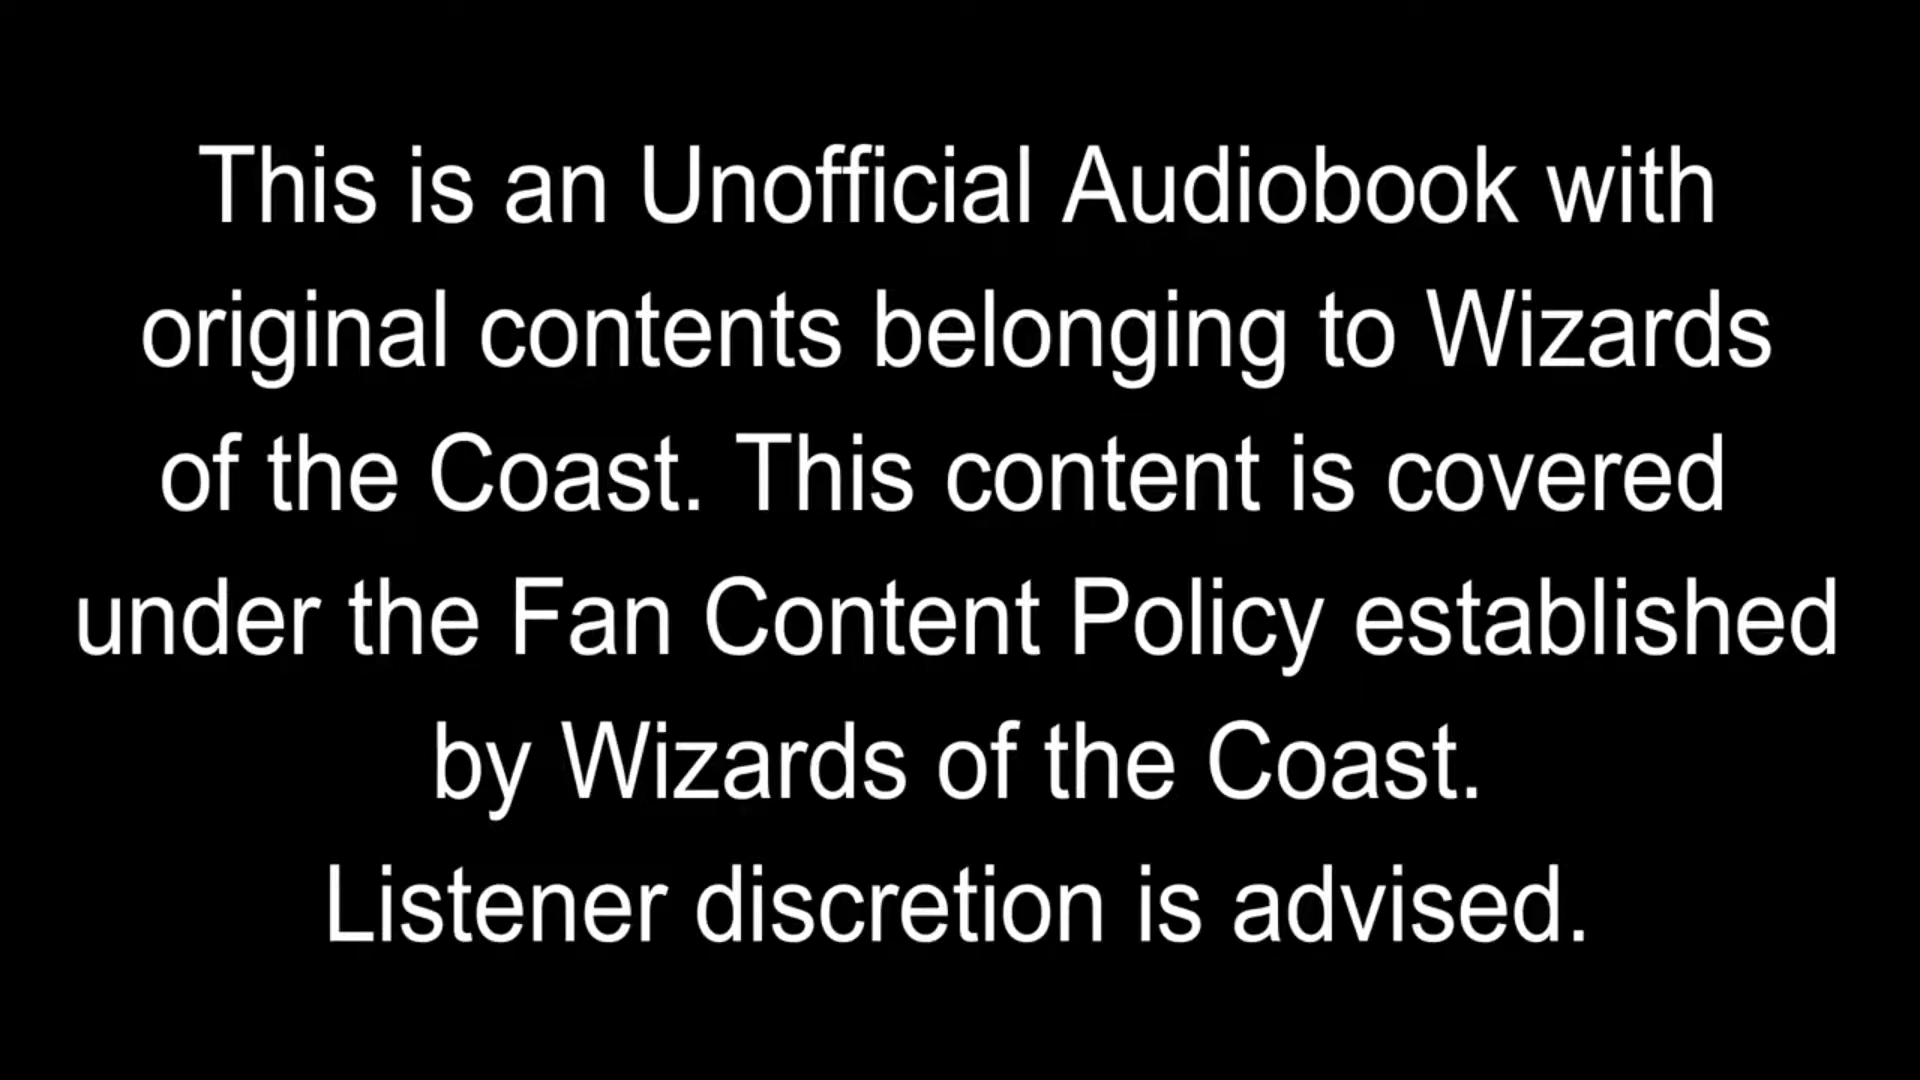 This is an Unofficial Audiobook with
original contents belonging to Wizards
of the Coast. This content is covered
under the Fan Content Policy established
by Wizards of the Coast.
Listener discretion is advised.